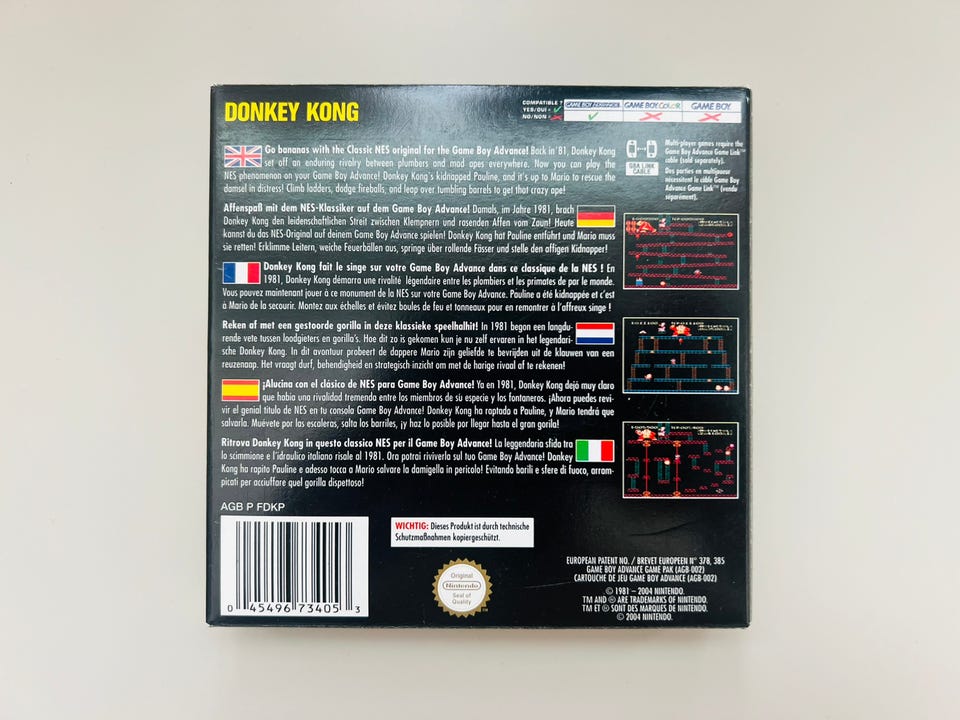 DONKEY KONG
COMPATIBLE ?
YES/OUI =
NO/NON =
GAME BOY ADVANCE
GAME BOY COLOR
GAME BOY
Go bananas with the Classic NES original for the Game Boy Advance! Back in '81, Donkey Kong
set off an enduring rivalry between plumbers and mad apes everywhere. Now you can play the
NES phenomenon on your Game Boy Advance! Donkey Kong's kidnapped Pauline, and it's up to Mario to rescue the
damsel in distress! Climb ladders, dodge fireballs, and leap over tumbling barrels to get that crazy ape!
GBA LINK
CABLE
Multi-player games require the
Game Boy Advance Game Link™
cable (sold separately).
Des parties en multijoueur
nécessitent le câble Game Boy
Advance Game Link™ (vendu
séparément).
Affenspaß mit dem NES-Klassiker auf dem Game Boy Advance! Damals, im Jahre 1981, brach
Donkey Kong den leidenschaftlichen Streit zwischen Klempnern und rasenden Affen vom Zaun! Heute
kannst du das NES-Original auf deinem Game Boy Advance spielen! Donkey Kong hat Pauline entführt und Mario muss
sie retten! Erklimme Leitern, weiche Feuerbällen aus, springe über rollende Fässer und stelle den affigen Kidnapper!
Donkey Kong fait le singe sur votre Game Boy Advance dans ce classique de la NES ! En
1981, Donkey Kong démarra une rivalité légendaire entre les plombiers et les primates de par le monde.
Vous pouvez maintenant jouer à ce monument de la NES sur votre Game Boy Advance. Pauline a été kidnappée et c'est
à Mario de la secourir. Montez aux échelles et évitez boules de feu et tonneaux pour en remontrer à l'affreux singe !
Reken af met een gestoorde gorilla in deze klassieke speelhalhit! In 1981 begon een langdu-
rende vete tussen loodgieters en gorilla's. Hoe dit zo is gekomen kun je nu zelf ervaren in het legendari-
sche Donkey Kong. In dit avontuur probeert de dappere Mario zijn geliefde te bevrijden uit de klauwen van een
reuzenaap. Het vraagt durf, behendigheid en strategisch inzicht om met de harige rivaal af te rekenen!
¡Alucina con el clásico de NES para Game Boy Advance! Ya en 1981, Donkey Kong dejó muy claro
que había una rivalidad tremenda entre los miembros de su especie y los fontaneros. ¡Ahora puedes revi-
vir el genial título de NES en tu consola Game Boy Advance! Donkey Kong ha raptado a Pauline, y Mario tendrá que
salvarla. Muévete por las escaleras, salta los barriles, ¡y haz lo posible por llegar hasta el gran gorila!
Ritrova Donkey Kong in questo classico NES per il Game Boy Advance! La leggendaria sfida tra
lo scimmione e l'idraulico italiano risale al 1981. Ora potrai riviverla sul tuo Game Boy Advance! Donkey
Kong ha rapito Pauline e adesso tocca a Mario salvare la damigella in pericolo! Evitando barili e sfere di fuoco, arram-
picati per acciuffare quel gorilla dispettoso!
AGB P FDKP
0 45496 73405 3
WICHTIG: Dieses Produkt ist durch technische
Schutzmaßnahmen kopiergeschützt.
Original
Nintendo
Seal of
Quality
EUROPEAN PATENT NO. / BREVET EUROPEEN N° 378, 385
GAME BOY ADVANCE GAME PAK (AGB-002)
CARTOUCHE DE JEU GAME BOY ADVANCE (AGB-002)
© 1981 – 2004 NINTENDO.
TM AND ® ARE TRADEMARKS OF NINTENDO.
TM ET ® SONT DES MARQUES DE NINTENDO.
© 2004 NINTENDO.